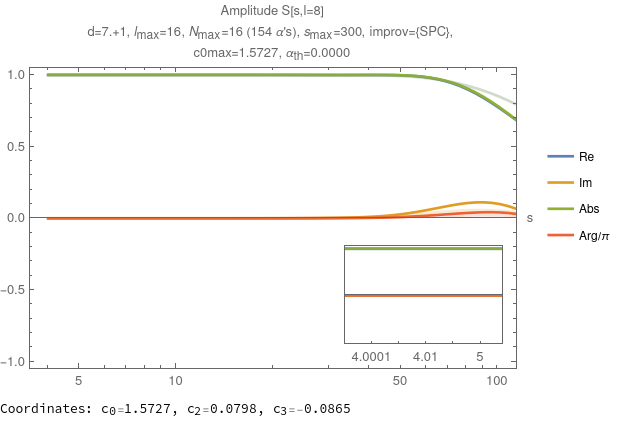 Amplitude S[s,l=8]
d=7.+1, lmax=16, Nmax=16 (154 α's), smax=300, improv={SPC},
c0max=1.5727, αth=0.0000
1.0
0.5
0.0
-0.5
-1.0
s
Re
Im
Abs
Arg/π
4.0001 4.01 5
5 10 50 100
Coordinates: c0=1.5727, c2=0.0798, c3=-0.0865